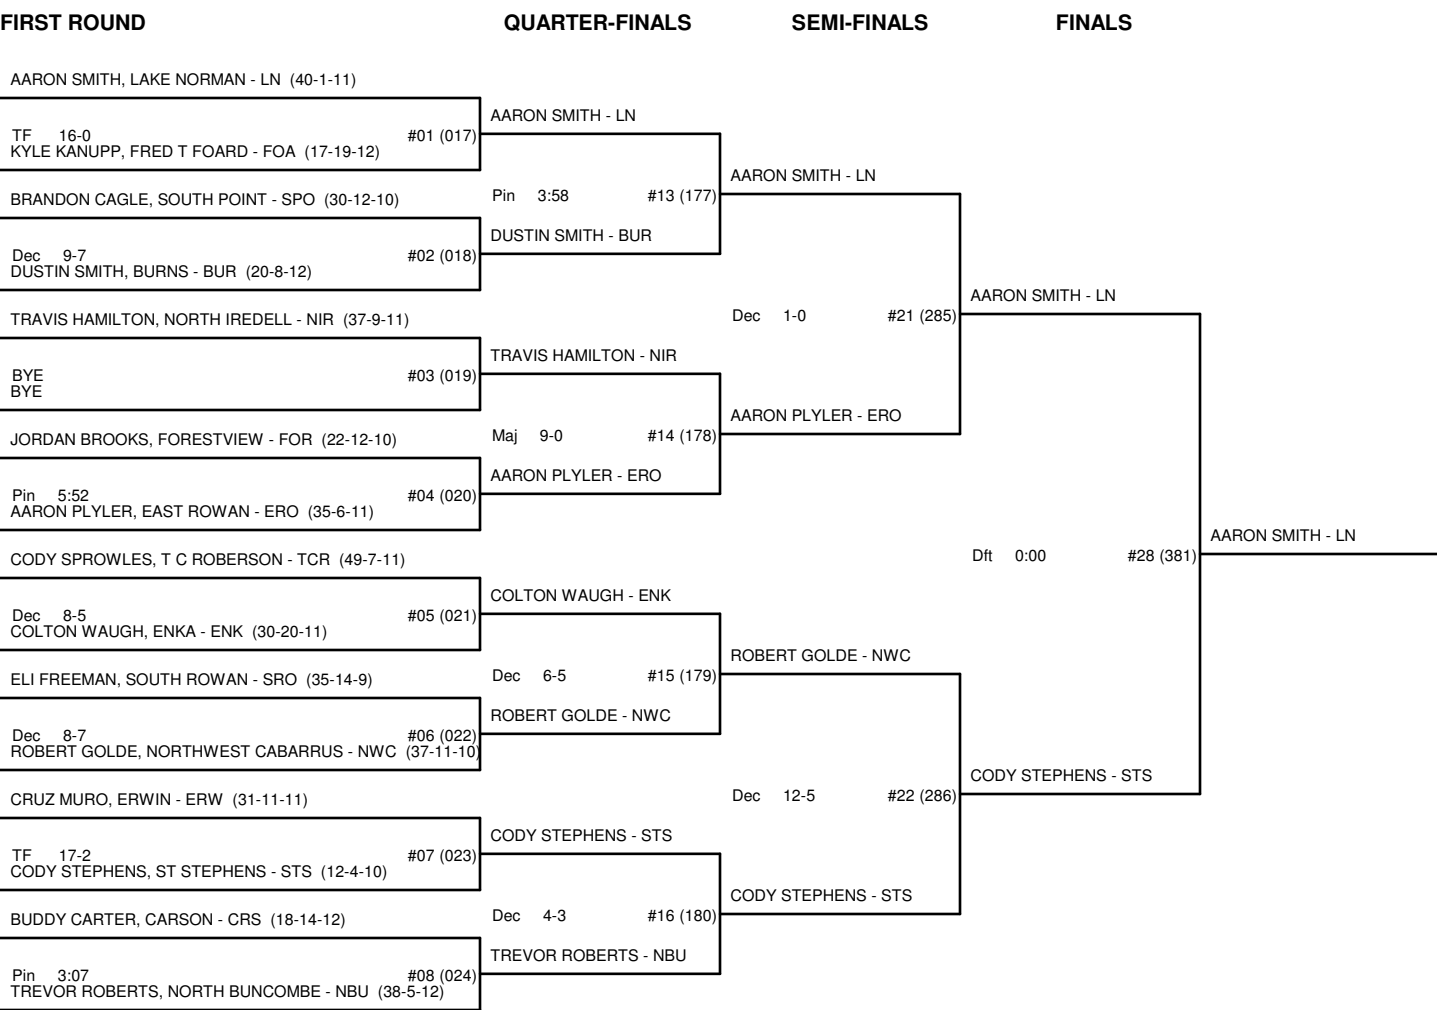 FIRST ROUND QUARTER-FINALS SEMI-FINALS FINALS
AARON SMITH, LAKE NORMAN - LN (40-1-11)
TF 16-0 #01 (017)
KYLE KANUPP, FRED T FOARD - FOA (17-19-12)
BRANDON CAGLE, SOUTH POINT - SPO (30-12-10)
Dec 9-7 #02 (018)
DUSTIN SMITH, BURNS - BUR (20-8-12)
TRAVIS HAMILTON, NORTH IREDELL - NIR (37-9-11)
BYE #03 (019)
BYE
JORDAN BROOKS, FORESTVIEW - FOR (22-12-10)
Pin 5:52 #04 (020)
AARON PLYLER, EAST ROWAN - ERO (35-6-11)
CODY SPROWLES, T C ROBERSON - TCR (49-7-11)
Dec 8-5 #05 (021)
COLTON WAUGH, ENKA - ENK (30-20-11)
ELI FREEMAN, SOUTH ROWAN - SRO (35-14-9)
Dec 8-7 #06 (022)
ROBERT GOLDE, NORTHWEST CABARRUS - NWC (37-11-10)
CRUZ MURO, ERWIN - ERW (31-11-11)
TF 17-2 #07 (023)
CODY STEPHENS, ST STEPHENS - STS (12-4-10)
BUDDY CARTER, CARSON - CRS (18-14-12)
Pin 3:07 #08 (024)
TREVOR ROBERTS, NORTH BUNCOMBE - NBU (38-5-12)
AARON SMITH - LN
Pin 3:58 #13 (177)
DUSTIN SMITH - BUR
TRAVIS HAMILTON - NIR
Maj 9-0 #14 (178)
AARON PLYLER - ERO
COLTON WAUGH - ENK
Dec 6-5 #15 (179)
ROBERT GOLDE - NWC
CODY STEPHENS - STS
Dec 4-3 #16 (180)
TREVOR ROBERTS - NBU
AARON SMITH - LN
Dec 1-0 #21 (285)
AARON PLYLER - ERO
ROBERT GOLDE - NWC
Dec 12-5 #22 (286)
CODY STEPHENS - STS
AARON SMITH - LN
Dft 0:00 #28 (381)
CODY STEPHENS - STS
AARON SMITH - LN